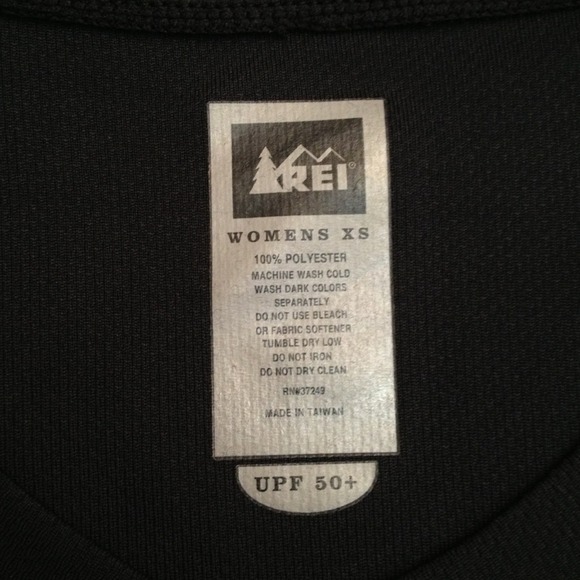 REI®
WOMENS XS
100% POLYESTER
MACHINE WASH COLD
WASH DARK COLORS
SEPARATELY
DO NOT USE BLEACH
OR FABRIC SOFTENER
TUMBLE DRY LOW
DO NOT IRON
DO NOT DRY CLEAN
RN#37249
MADE IN TAIWAN
UPF 50+